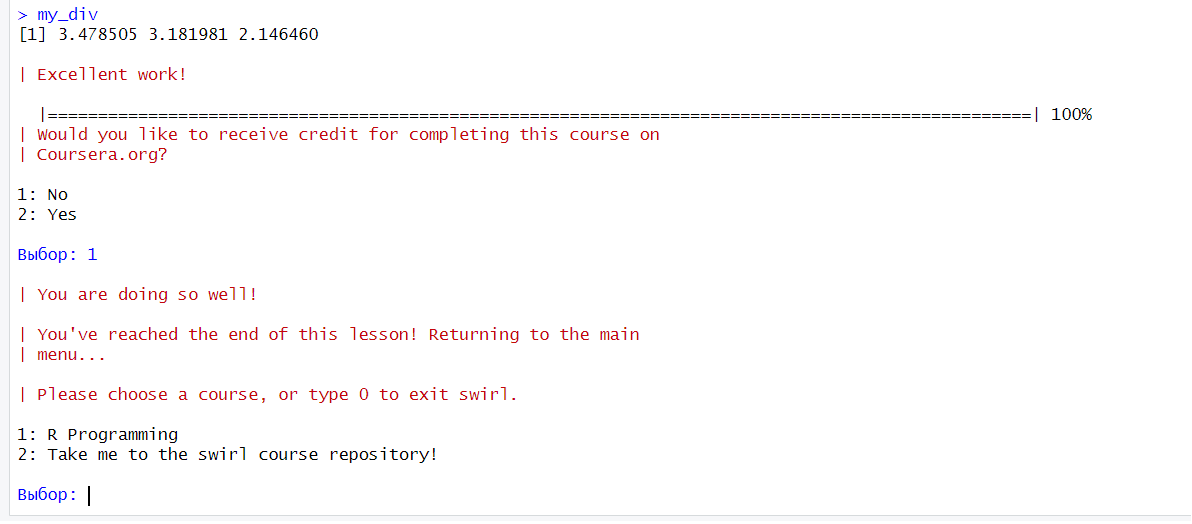 > my_div
[1] 3.478505 3.181981 2.146460
| Excellent work!
|==================================================================================================| 100%
| Would you like to receive credit for completing this course on
| Coursera.org?
1: No
2: Yes
Выбор: 1
| You are doing so well!
| You've reached the end of this lesson! Returning to the main
| menu...
| Please choose a course, or type 0 to exit swirl.
1: R Programming
2: Take me to the swirl course repository!
Выбор: